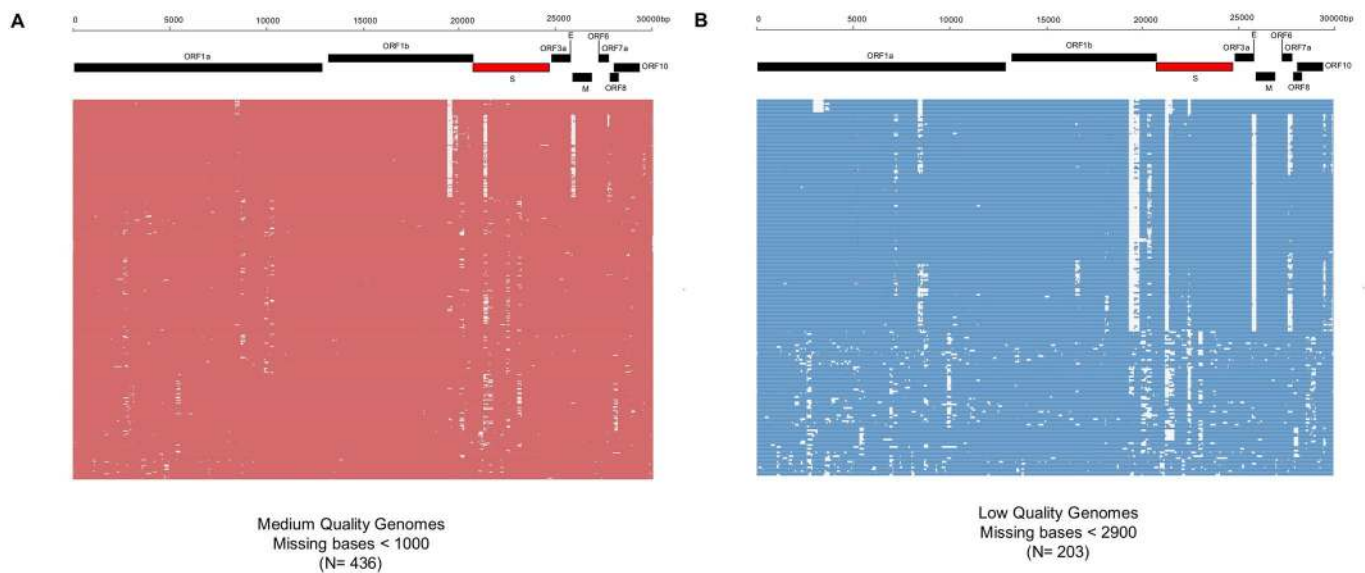 A
0 5000 10000 15000 20000 25000 30000bp
E ORF6
ORF1b ORF3a ORF7a
ORF1a ORF10
S M ORF8
Medium Quality Genomes
Missing bases < 1000
(N= 436)
B
0 5000 10000 15000 20000 25000 30000bp
E ORF6
ORF1b ORF3a ORF7a
ORF1a ORF10
S M ORF8
Low Quality Genomes
Missing bases < 2900
(N= 203)